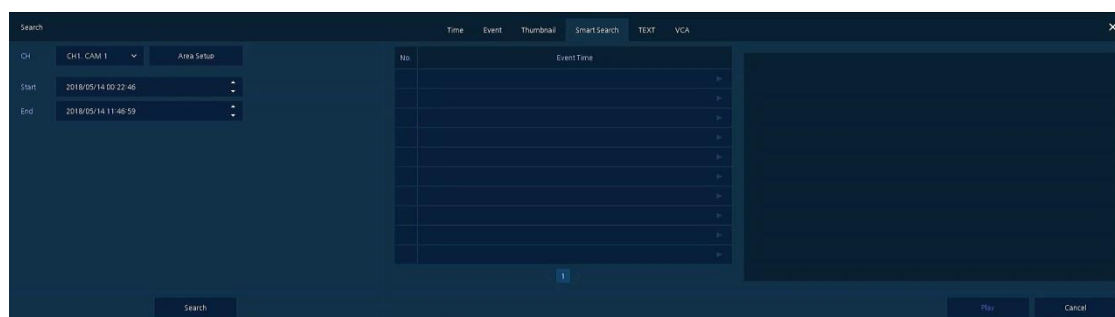 Search
Time Event Thumbnail Smart Search TEXT VCA
CH CH1. CAM 1 Area Setup
No. Event Time
Start 2018/05/14 00:22:46
End 2018/05/14 11:46:59
1
Search Play Cancel